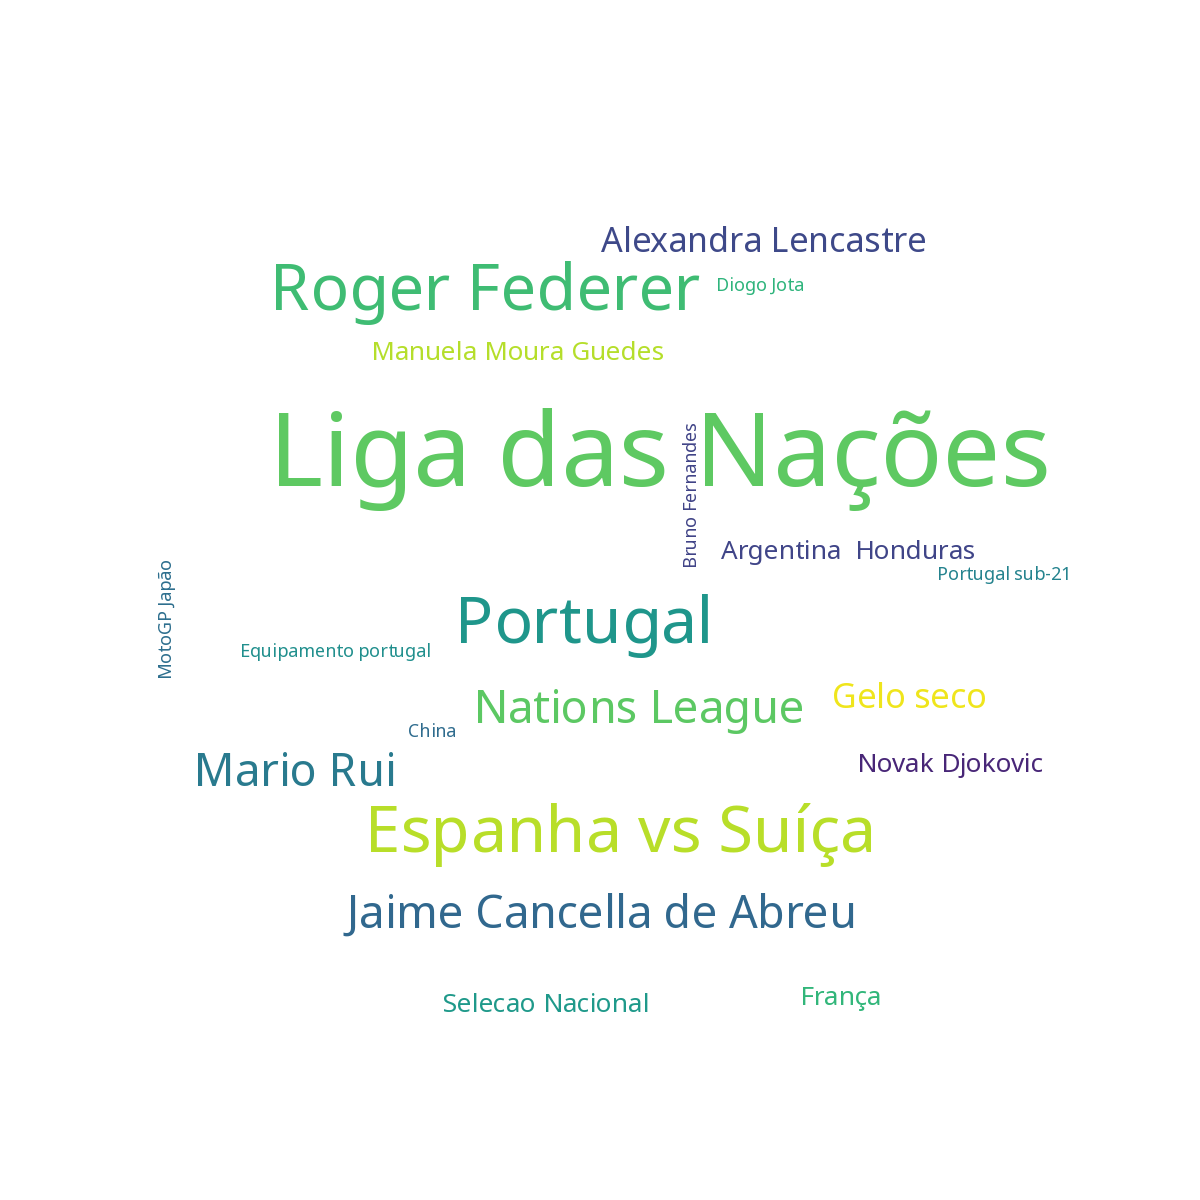 Alexandra Lencastre
Roger Federer
Diogo Jota
Manuela Moura Guedes
Liga das Nações
Bruno Fernandes
Argentina Honduras
Portugal sub-21
MotoGP Japão
Portugal
Equipamento portugal
Nations League
Gelo seco
China
Mario Rui
Novak Djokovic
Espanha vs Suíça
Jaime Cancella de Abreu
Selecao Nacional
França